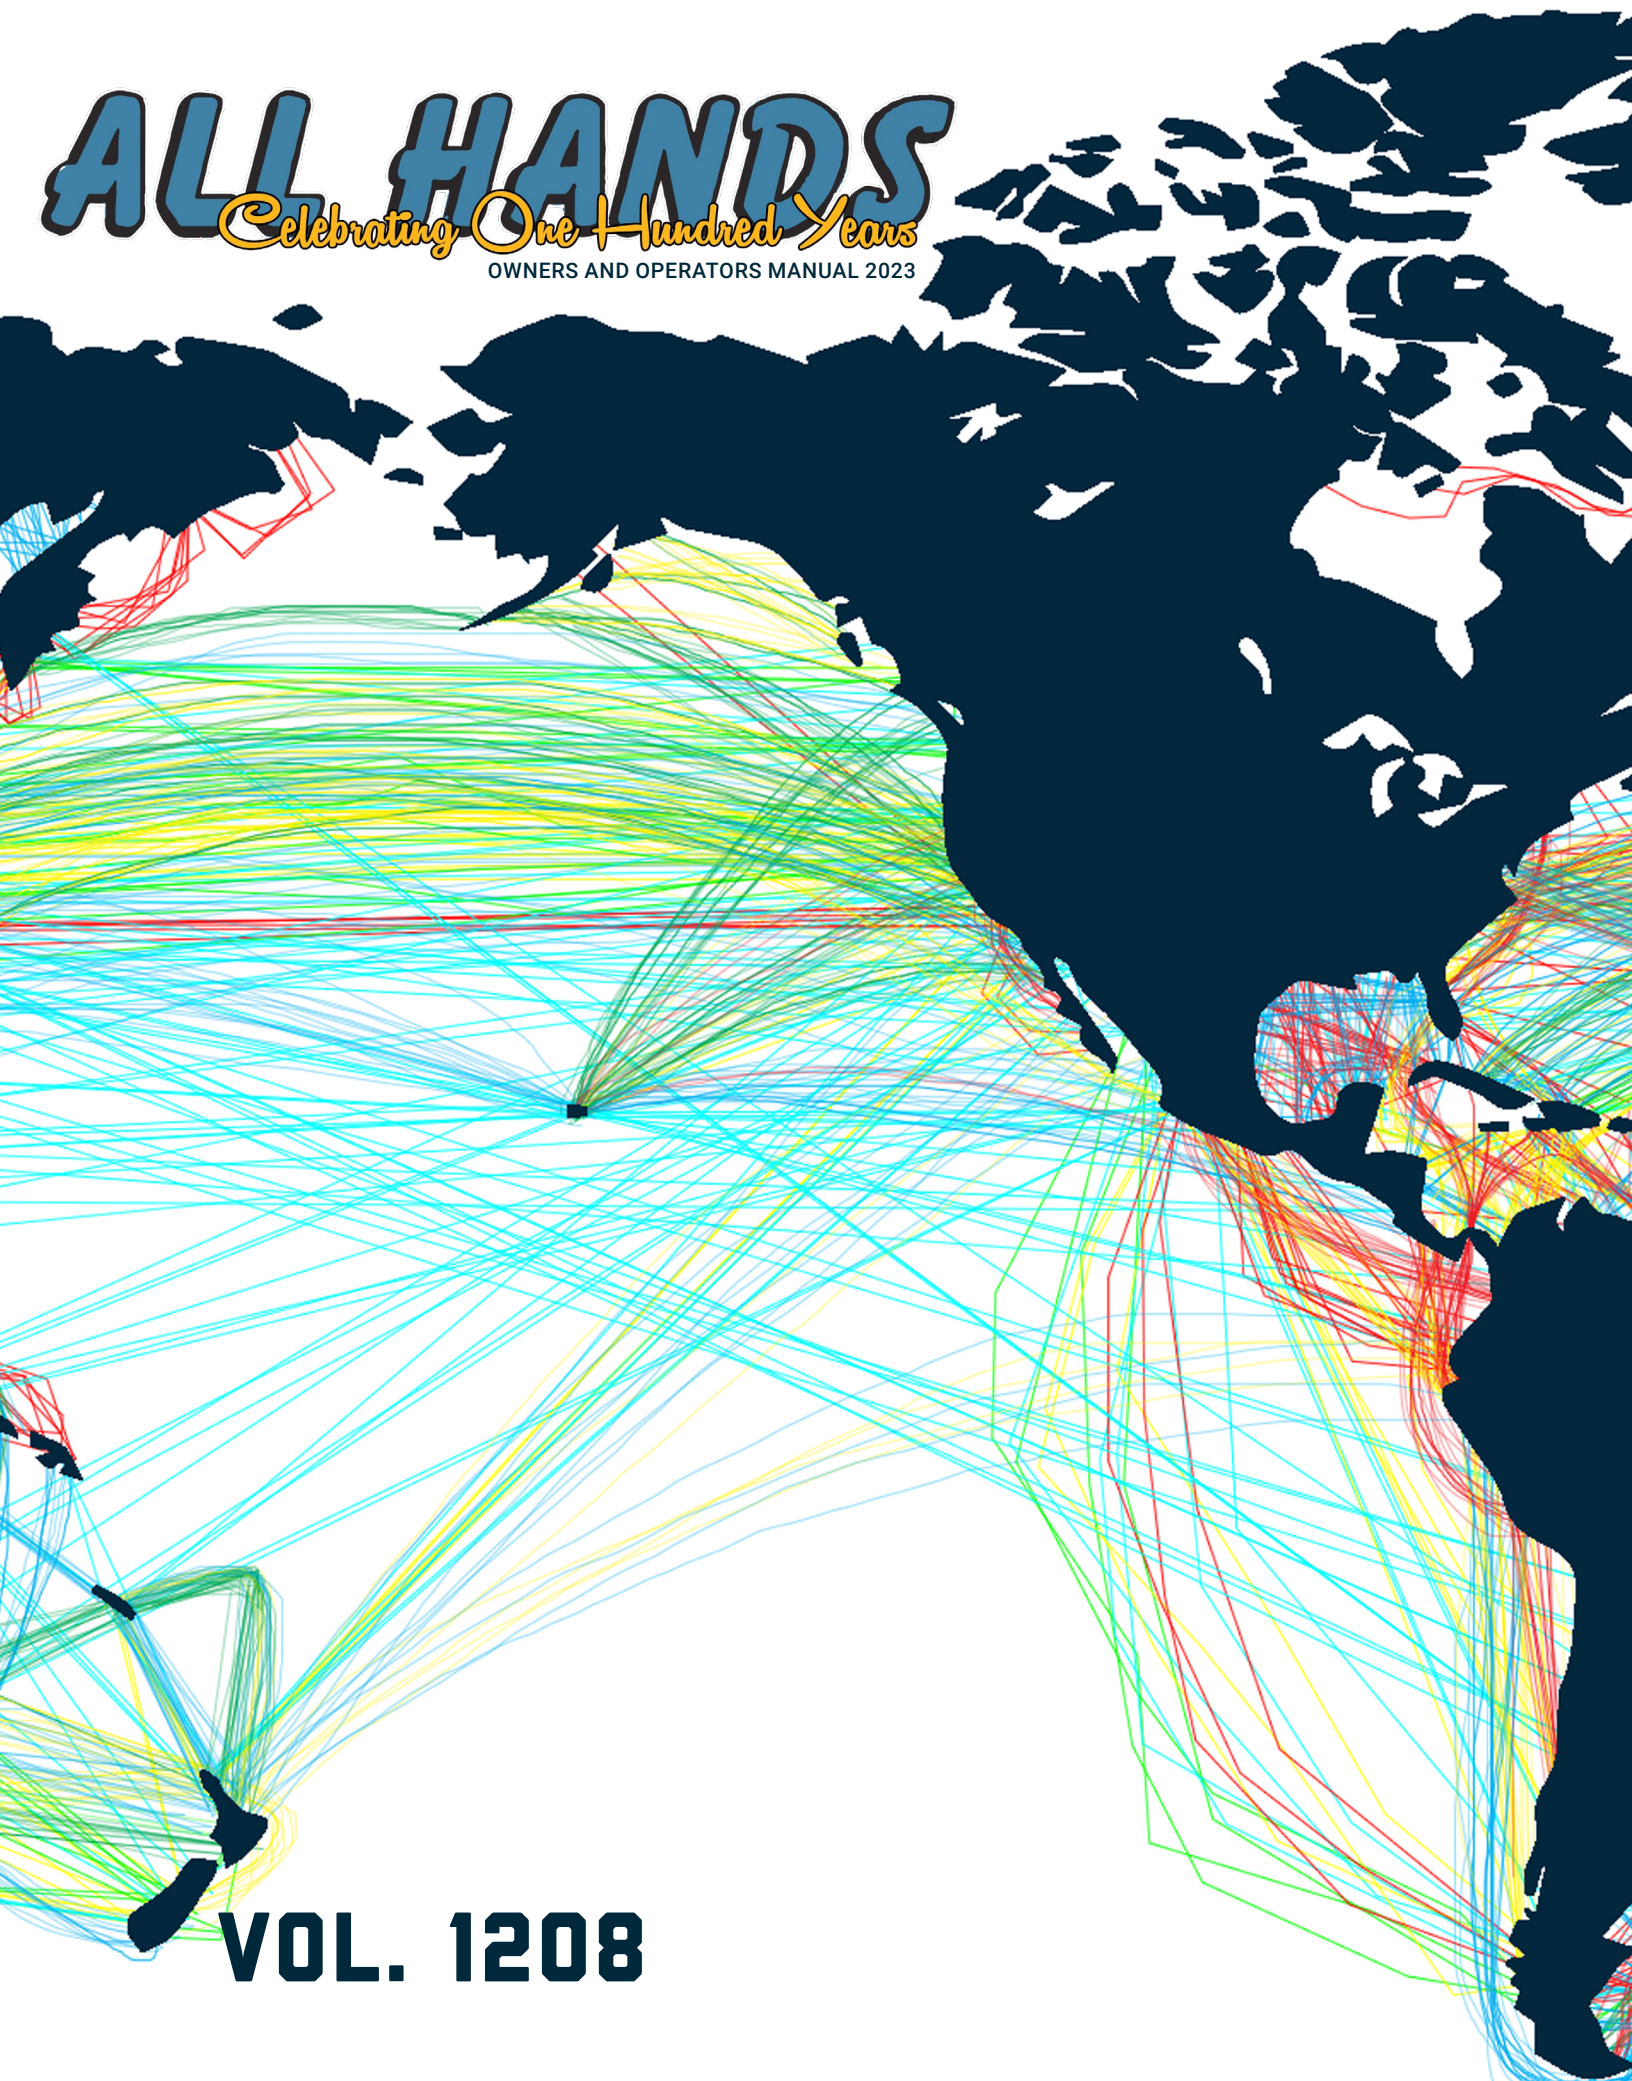 ALL HANDS
Celebrating One Hundred Years
OWNERS AND OPERATORS MANUAL 2023
VOL. 1208